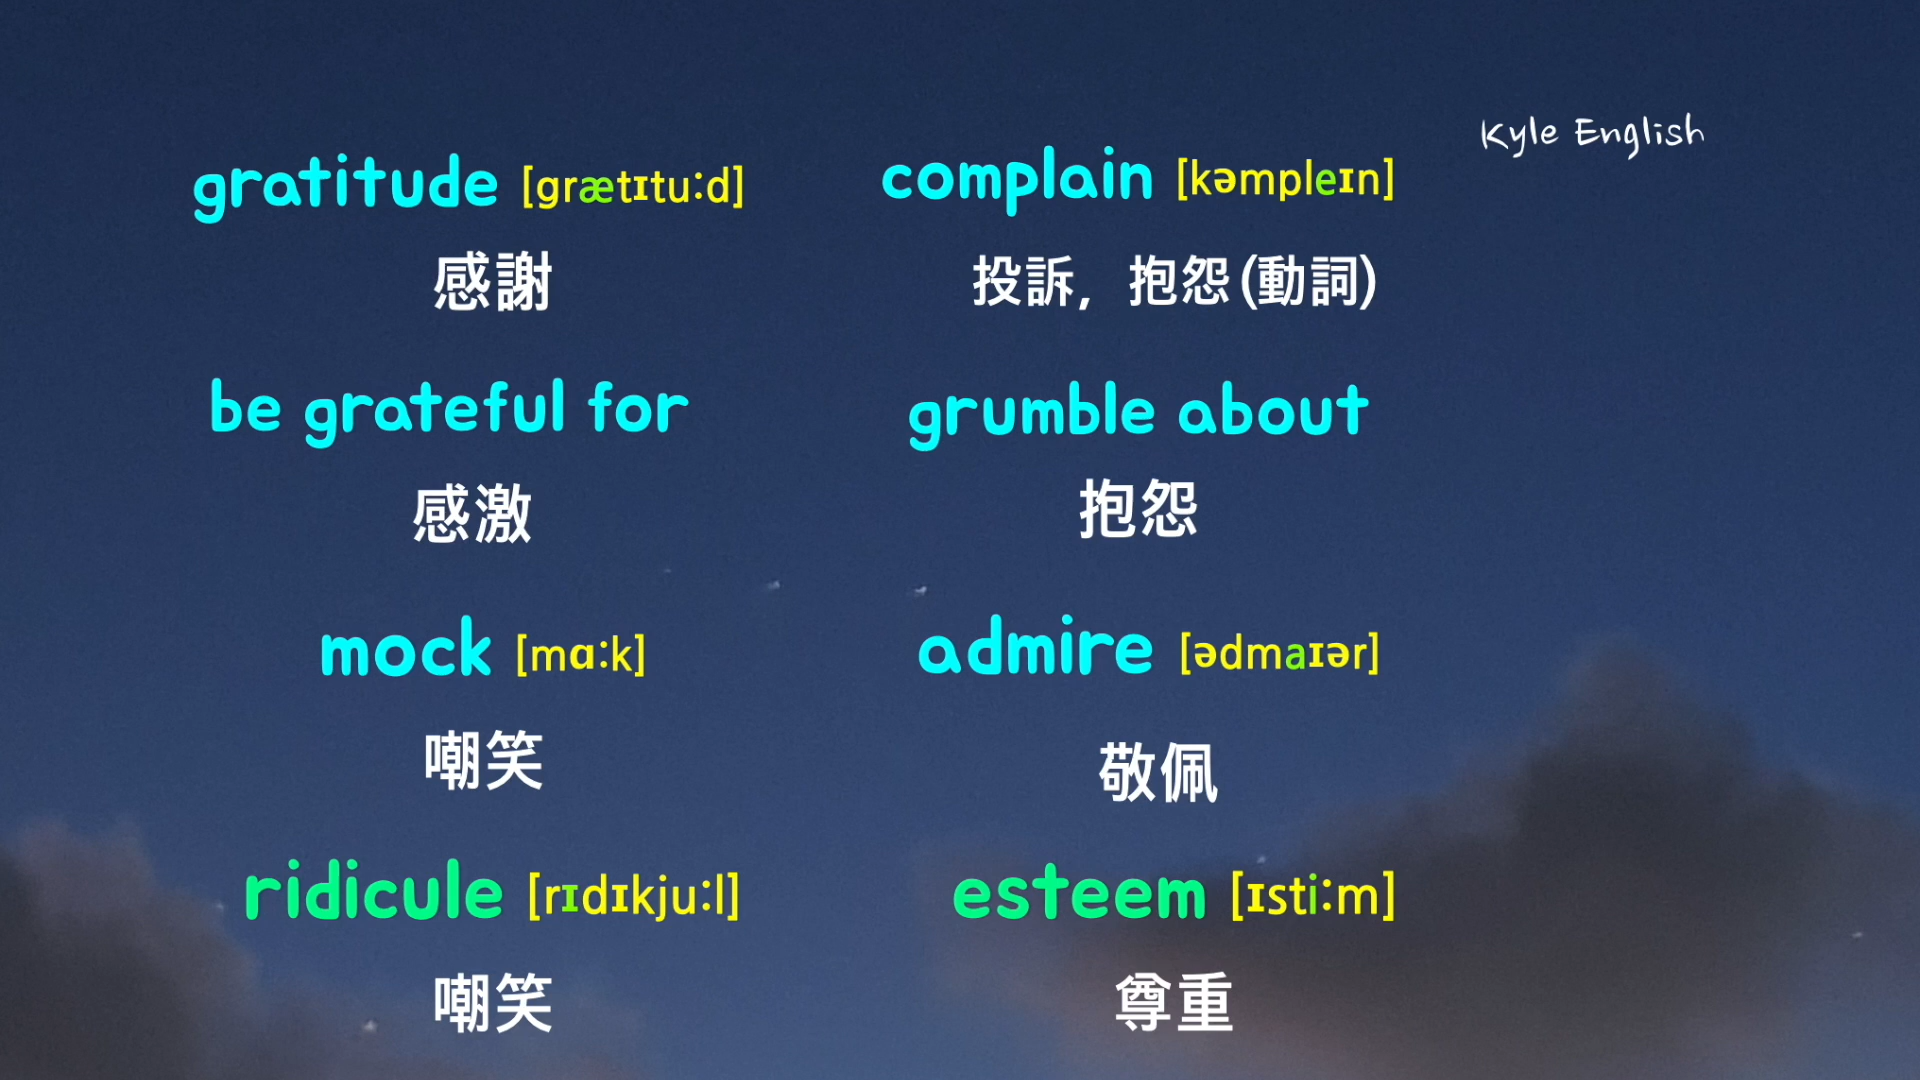 Kyle English
gratitude [grætɪtu:d]
感謝
complain [kəmpleɪn]
投訴, 抱怨(動詞)
be grateful for
感激
grumble about
抱怨
mock [mɑ:k]
嘲笑
admire [ədmaɪər]
敬佩
ridicule [rɪdɪkju:l]
嘲笑
esteem [ɪsti:m]
尊重